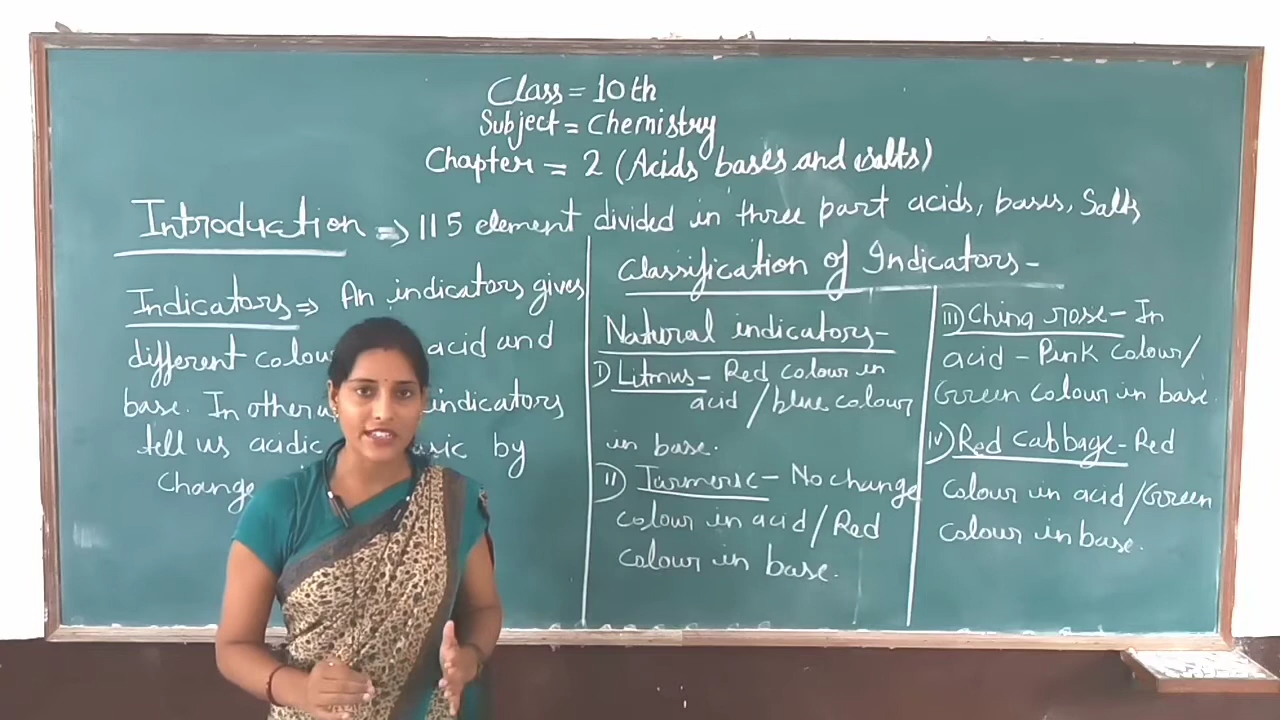 Class = 10th
Subject = Chemistry
Chapter = 2 (Acids bases and salts)
Introduction => 115 element divided in three part acids, bases, Salts
Indicators => An indicators gives
different colou acid and
base. In other indicators
tell us acidic by
Change
Classification of Indicators-
Natural indicators-
I) Litmus - Red colour in
acid / blue colour
in base.
II) Turmeric - No change
colour in acid / Red
colour in base.
III) China rose - In
acid - Pink colour /
Green colour in base.
IV) Red cabbage - Red
colour in acid / Green
colour in base.